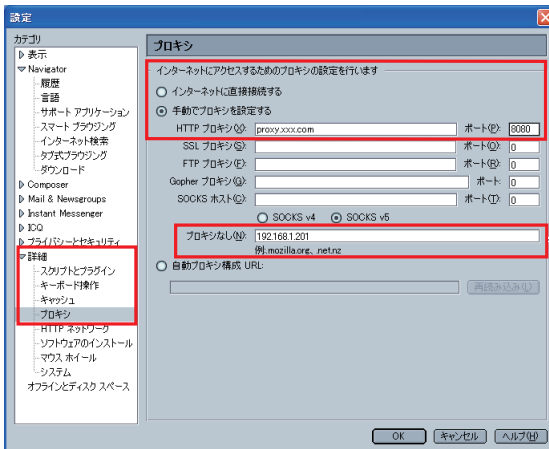 設定
カテゴリ
表示
Navigator
履歴
言語
サポート アプリケーション
スマート ブラウジング
インターネット検索
タブ式ブラウジング
ダウンロード
Composer
Mail & Newsgroups
Instant Messenger
ICQ
プライバシーとセキュリティ
詳細
スクリプトとプラグイン
キーボード操作
キャッシュ
プロキシ
HTTP ネットワーク
ソフトウェアのインストール
マウス ホイール
システム
オフラインとディスク スペース
プロキシ
インターネットにアクセスするためのプロキシの設定を行います
インターネットに直接接続する
手動でプロキシを設定する
HTTP プロキシ(X): proxy.xxx.com ポート(P): 8080
SSL プロキシ(S): ポート(O): 0
FTP プロキシ(F): ポート(R): 0
Gopher プロキシ(G): ポート: 0
SOCKS ホスト(C): ポート(T): 0
SOCKS v4 SOCKS v5
プロキシなし(N): 192.168.1.201
例:.mozilla.org、.net.nz
自動プロキシ構成 URL:
再読み込み(L)
OK キャンセル ヘルプ(H)